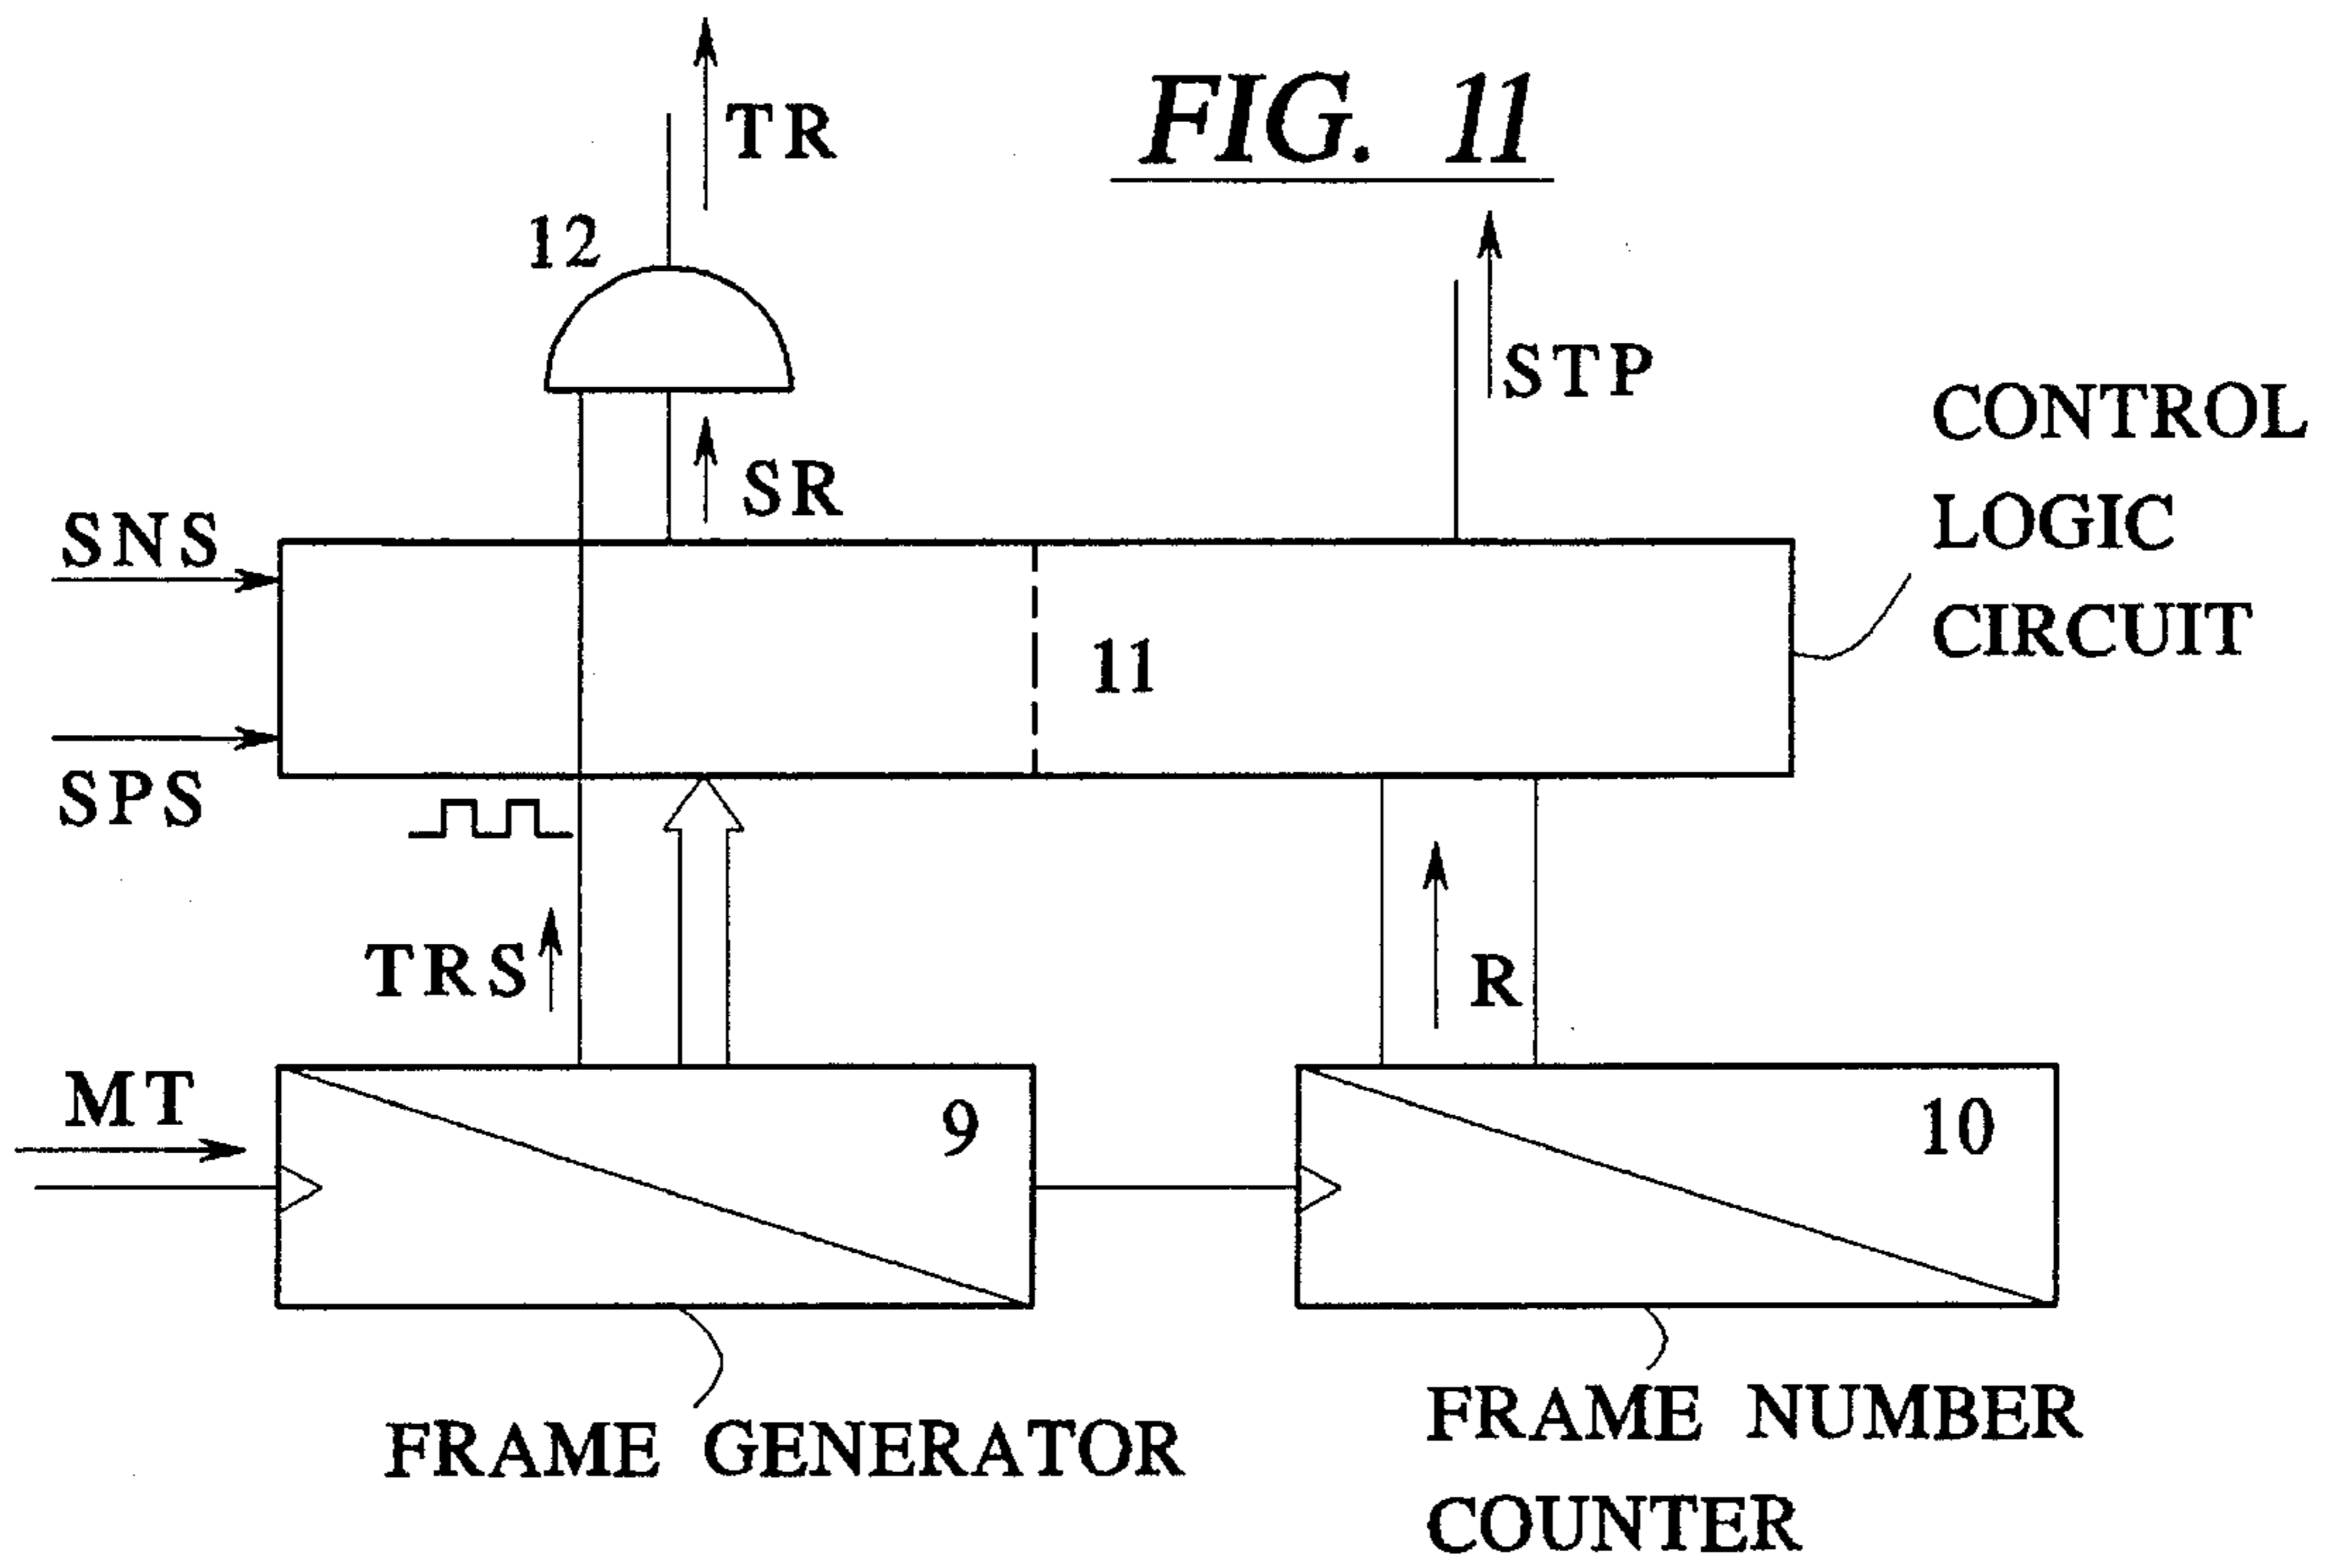 TR
FIG. 11
12
STP
CONTROL
LOGIC
CIRCUIT
SR
SNS
11
SPS
TRS
R
MT
9
10
FRAME GENERATOR
FRAME NUMBER
COUNTER